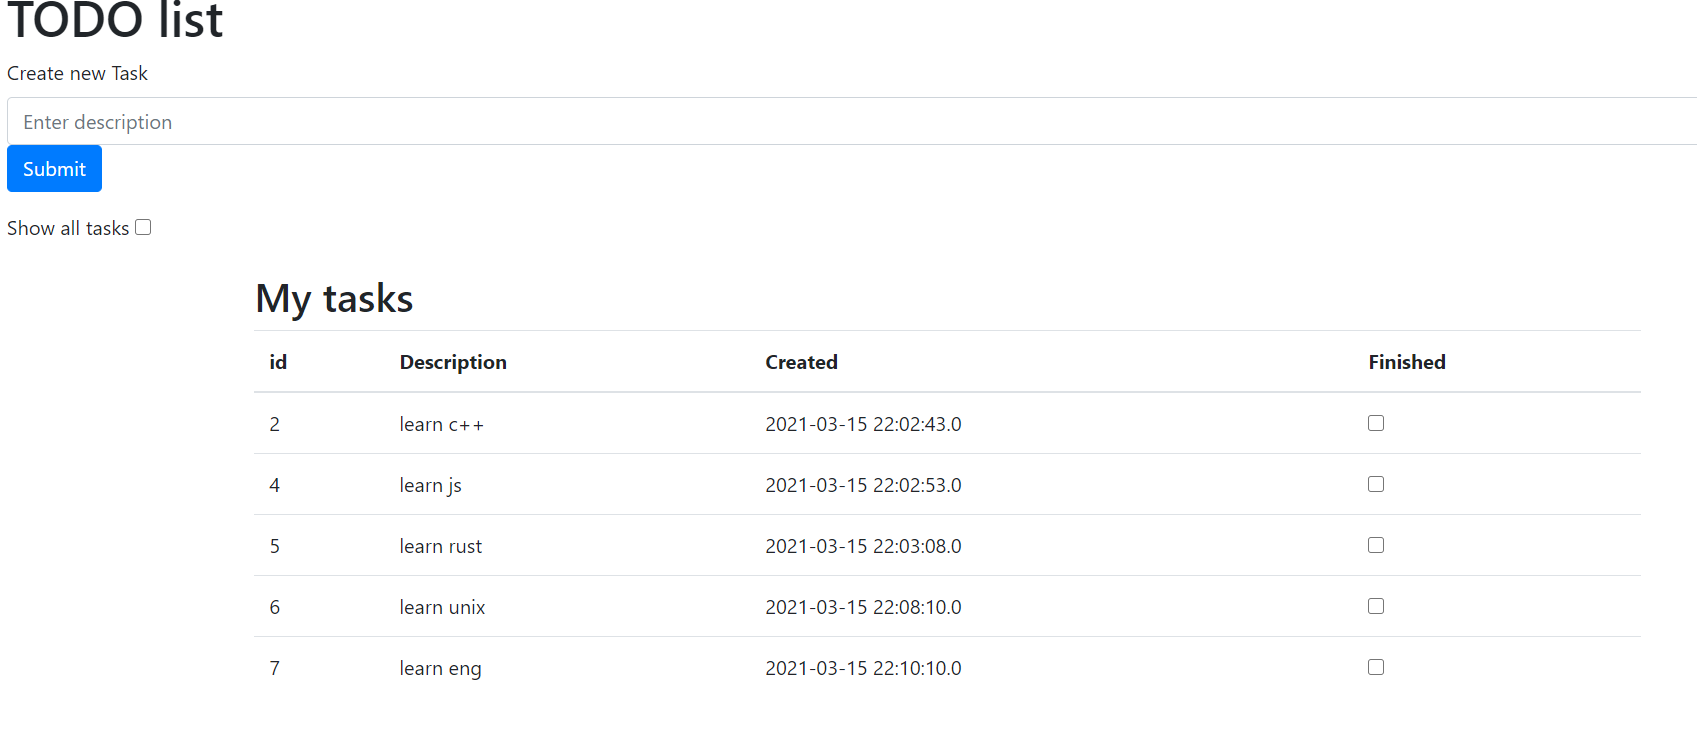 TODO list
Create new Task
Enter description
Submit
Show all tasks
My tasks
id Description Created Finished
2 learn c++ 2021-03-15 22:02:43.0
4 learn js 2021-03-15 22:02:53.0
5 learn rust 2021-03-15 22:03:08.0
6 learn unix 2021-03-15 22:08:10.0
7 learn eng 2021-03-15 22:10:10.0